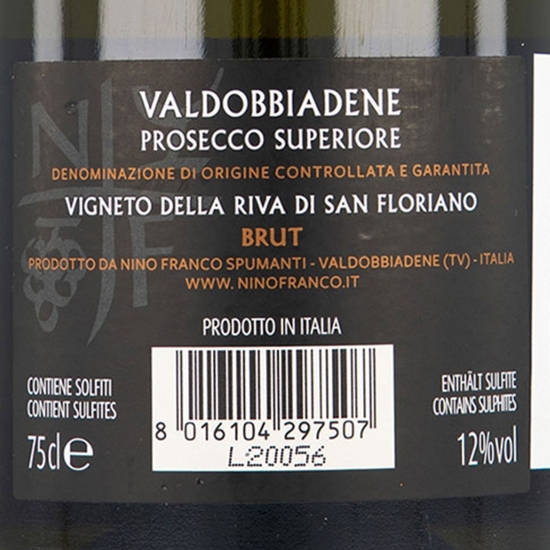 VALDOBBIADENE
PROSECCO SUPERIORE
DENOMINAZIONE DI ORIGINE CONTROLLATA E GARANTITA
VIGNETO DELLA RIVA DI SAN FLORIANO
BRUT
PRODOTTO DA NINO FRANCO SPUMANTI - VALDOBBIADENE (TV) - ITALIA
WWW. NINOFRANCO.IT
PRODOTTO IN ITALIA
CONTIENE SOLFITI
CONTIENT SULFITES
75cl e
8 016104 297507
L20056
ENTHÄLT SULFITE
CONTAINS SULPHITES
12%vol
N F